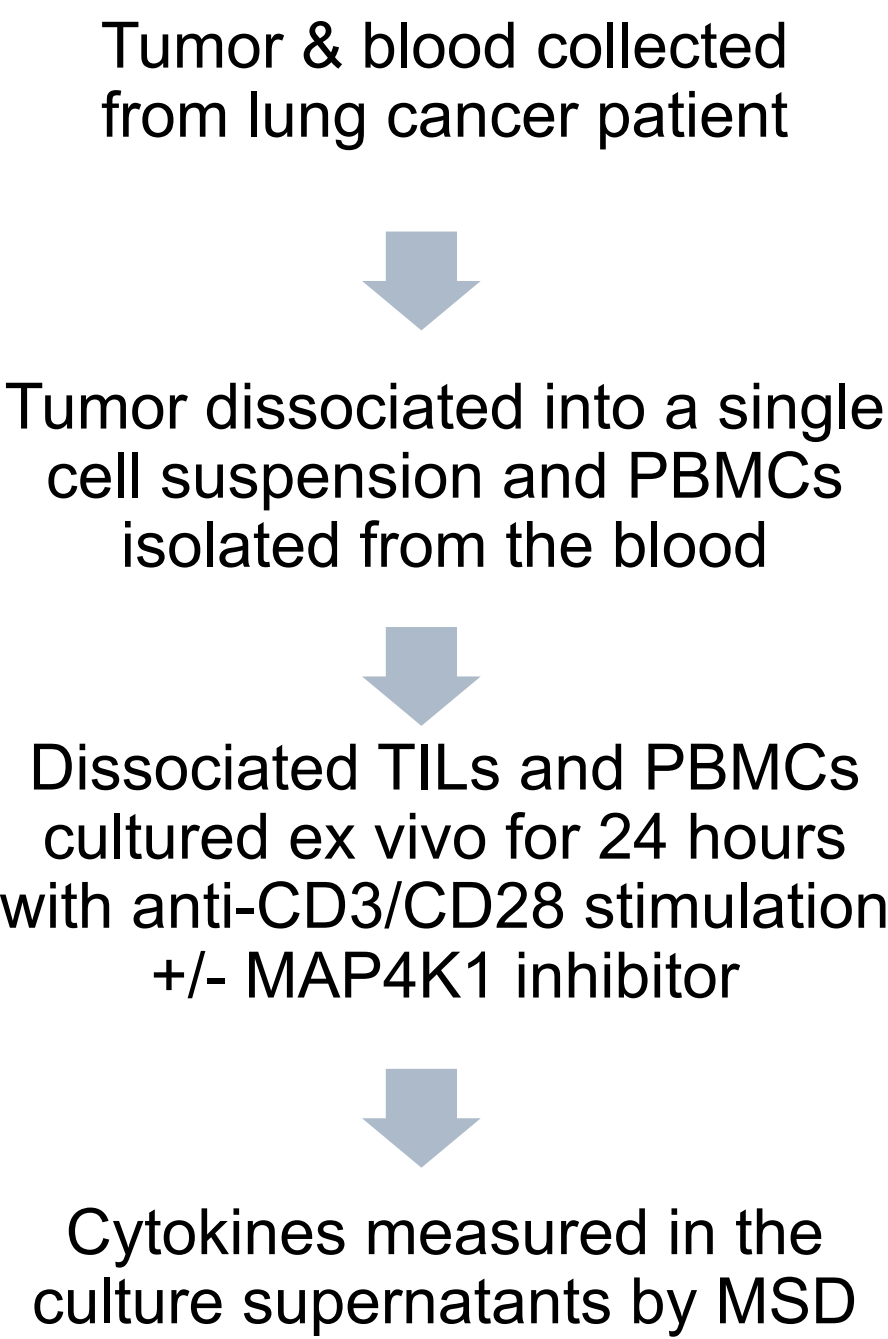 Tumor & blood collected
from lung cancer patient
Tumor dissociated into a single
cell suspension and PBMCs
isolated from the blood
Dissociated TILs and PBMCs
cultured ex vivo for 24 hours
with anti-CD3/CD28 stimulation
+/- MAP4K1 inhibitor
Cytokines measured in the
culture supernatants by MSD